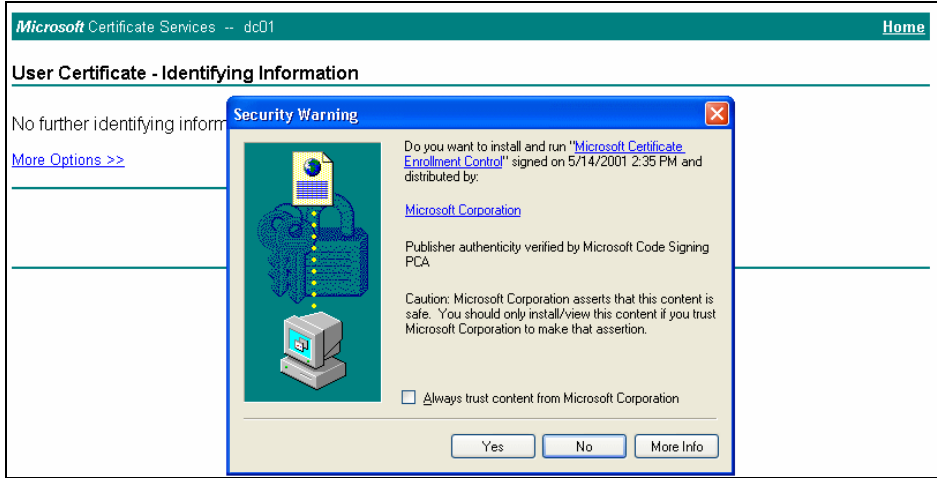 Microsoft Certificate Services -- dc01 Home
User Certificate - Identifying Information
No further identifying inform
More Options >>
Security Warning
Do you want to install and run "Microsoft Certificate
Enrollment Control" signed on 5/14/2001 2:35 PM and
distributed by:
Microsoft Corporation
Publisher authenticity verified by Microsoft Code Signing
PCA
Caution: Microsoft Corporation asserts that this content is
safe. You should only install/view this content if you trust
Microsoft Corporation to make that assertion.
Always trust content from Microsoft Corporation
Yes No More Info